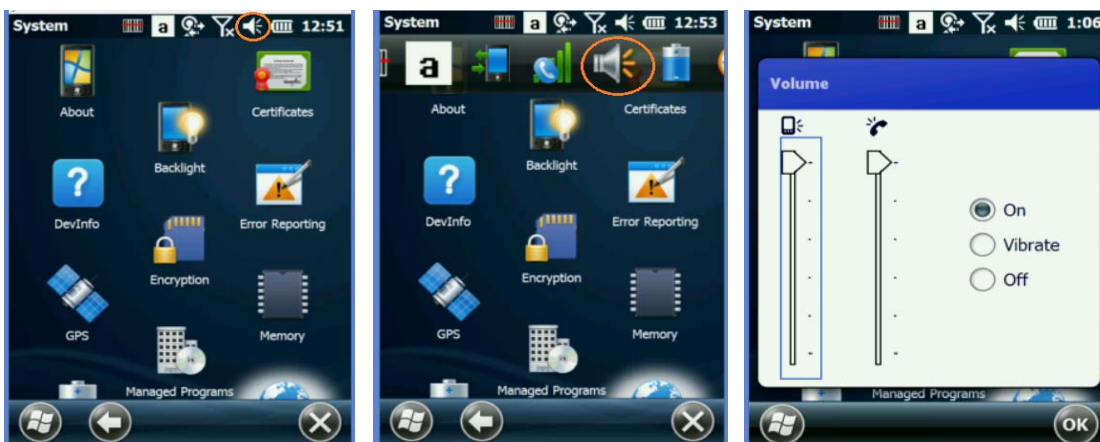 System a 12:51
About
Certificates
Backlight
DevInfo
Error Reporting
Encryption
GPS
Memory
Managed Programs
System a 12:53
a
About
Certificates
Backlight
DevInfo
Error Reporting
Encryption
GPS
Memory
Managed Programs
System a 1:06
Volume
On
Vibrate
Off
Managed Programs
OK